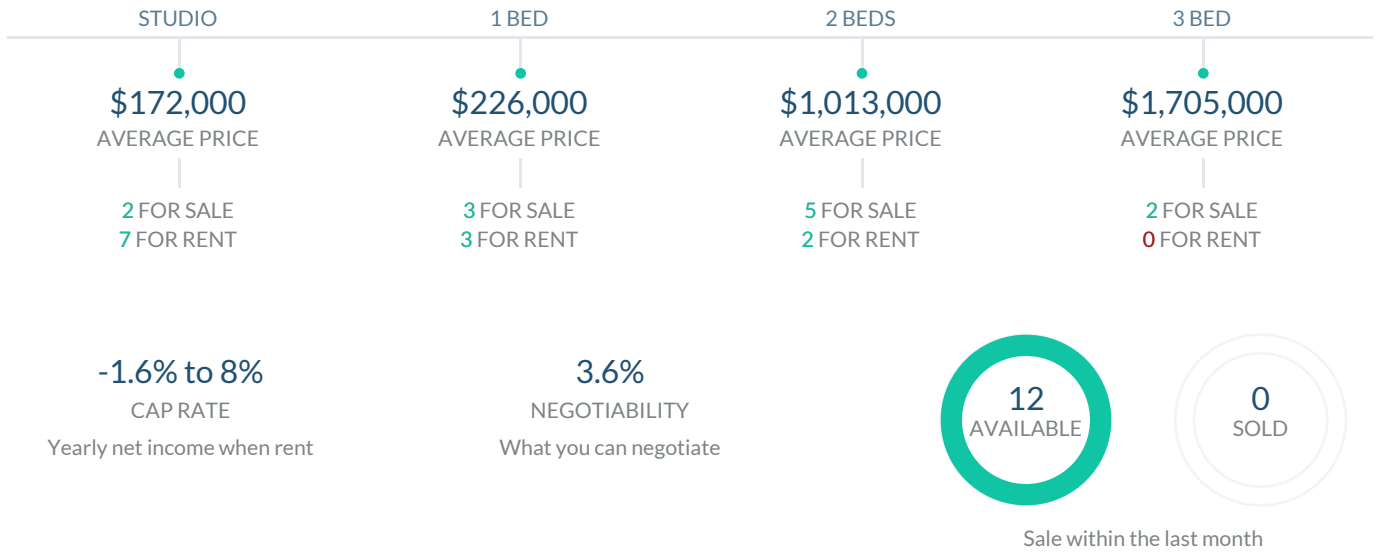 STUDIO
1 BED
2 BEDS
3 BED
$172,000
$226,000
$1,013,000
$1,705,000
AVERAGE PRICE
AVERAGE PRICE
AVERAGE PRICE
AVERAGE PRICE
2 FOR SALE
3 FOR SALE
5 FOR SALE
2 FOR SALE
7 FOR RENT
3 FOR RENT
2 FOR RENT
0 FOR RENT
-1.6% to 8%
CAP RATE
Yearly net income when rent
3.6%
NEGOTIABILITY
What you can negotiate
12
AVAILABLE
0
SOLD
Sale within the last month